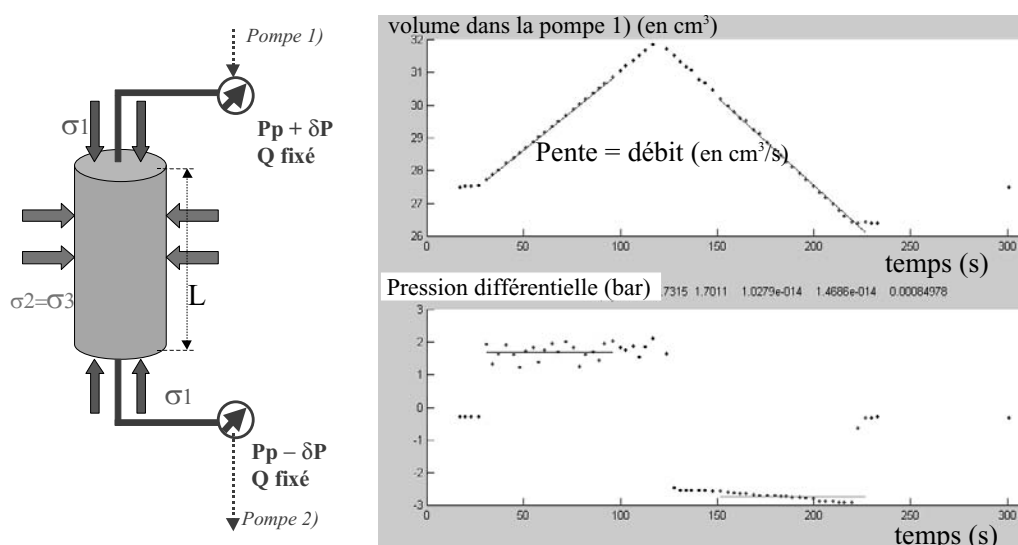 Pompe 1)
σ1
Pp + δP
Q fixé
σ2=σ3
L
σ1
Pp − δP
Q fixé
Pompe 2)
volume dans la pompe 1) (en cm³)
32
31
30
29
28
27
26
Pente = débit (en cm³/s)
0 50 100 150 200 250 300
temps (s)
Pression différentielle (bar)
.7315 1.7011 1.0279e-014 1.4686e-014 0.00084978
3
2
1
0
-1
-2
-3
0 50 100 150 200 250 300
temps (s)